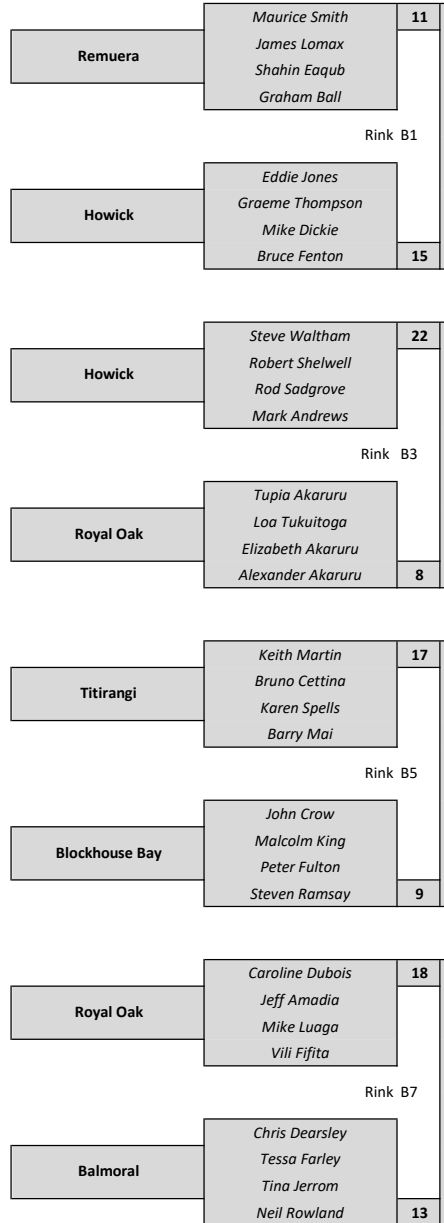 Maurice Smith 11
James Lomax
Remuera
Shahin Eaqub
Graham Ball
Rink B1
Eddie Jones
Graeme Thompson
Howick
Mike Dickie
Bruce Fenton 15
Steve Waltham 22
Robert Shelwell
Howick
Rod Sadgrove
Mark Andrews
Rink B3
Tupia Akaruru
Loa Tukuitoga
Royal Oak
Elizabeth Akaruru
Alexander Akaruru 8
Keith Martin 17
Bruno Cettina
Titirangi
Karen Spells
Barry Mai
Rink B5
John Crow
Malcolm King
Blockhouse Bay
Peter Fulton
Steven Ramsay 9
Caroline Dubois 18
Jeff Amadia
Royal Oak
Mike Luaga
Vili Fifita
Rink B7
Chris Dearsley
Tessa Farley
Balmoral
Tina Jerrom
Neil Rowland 13